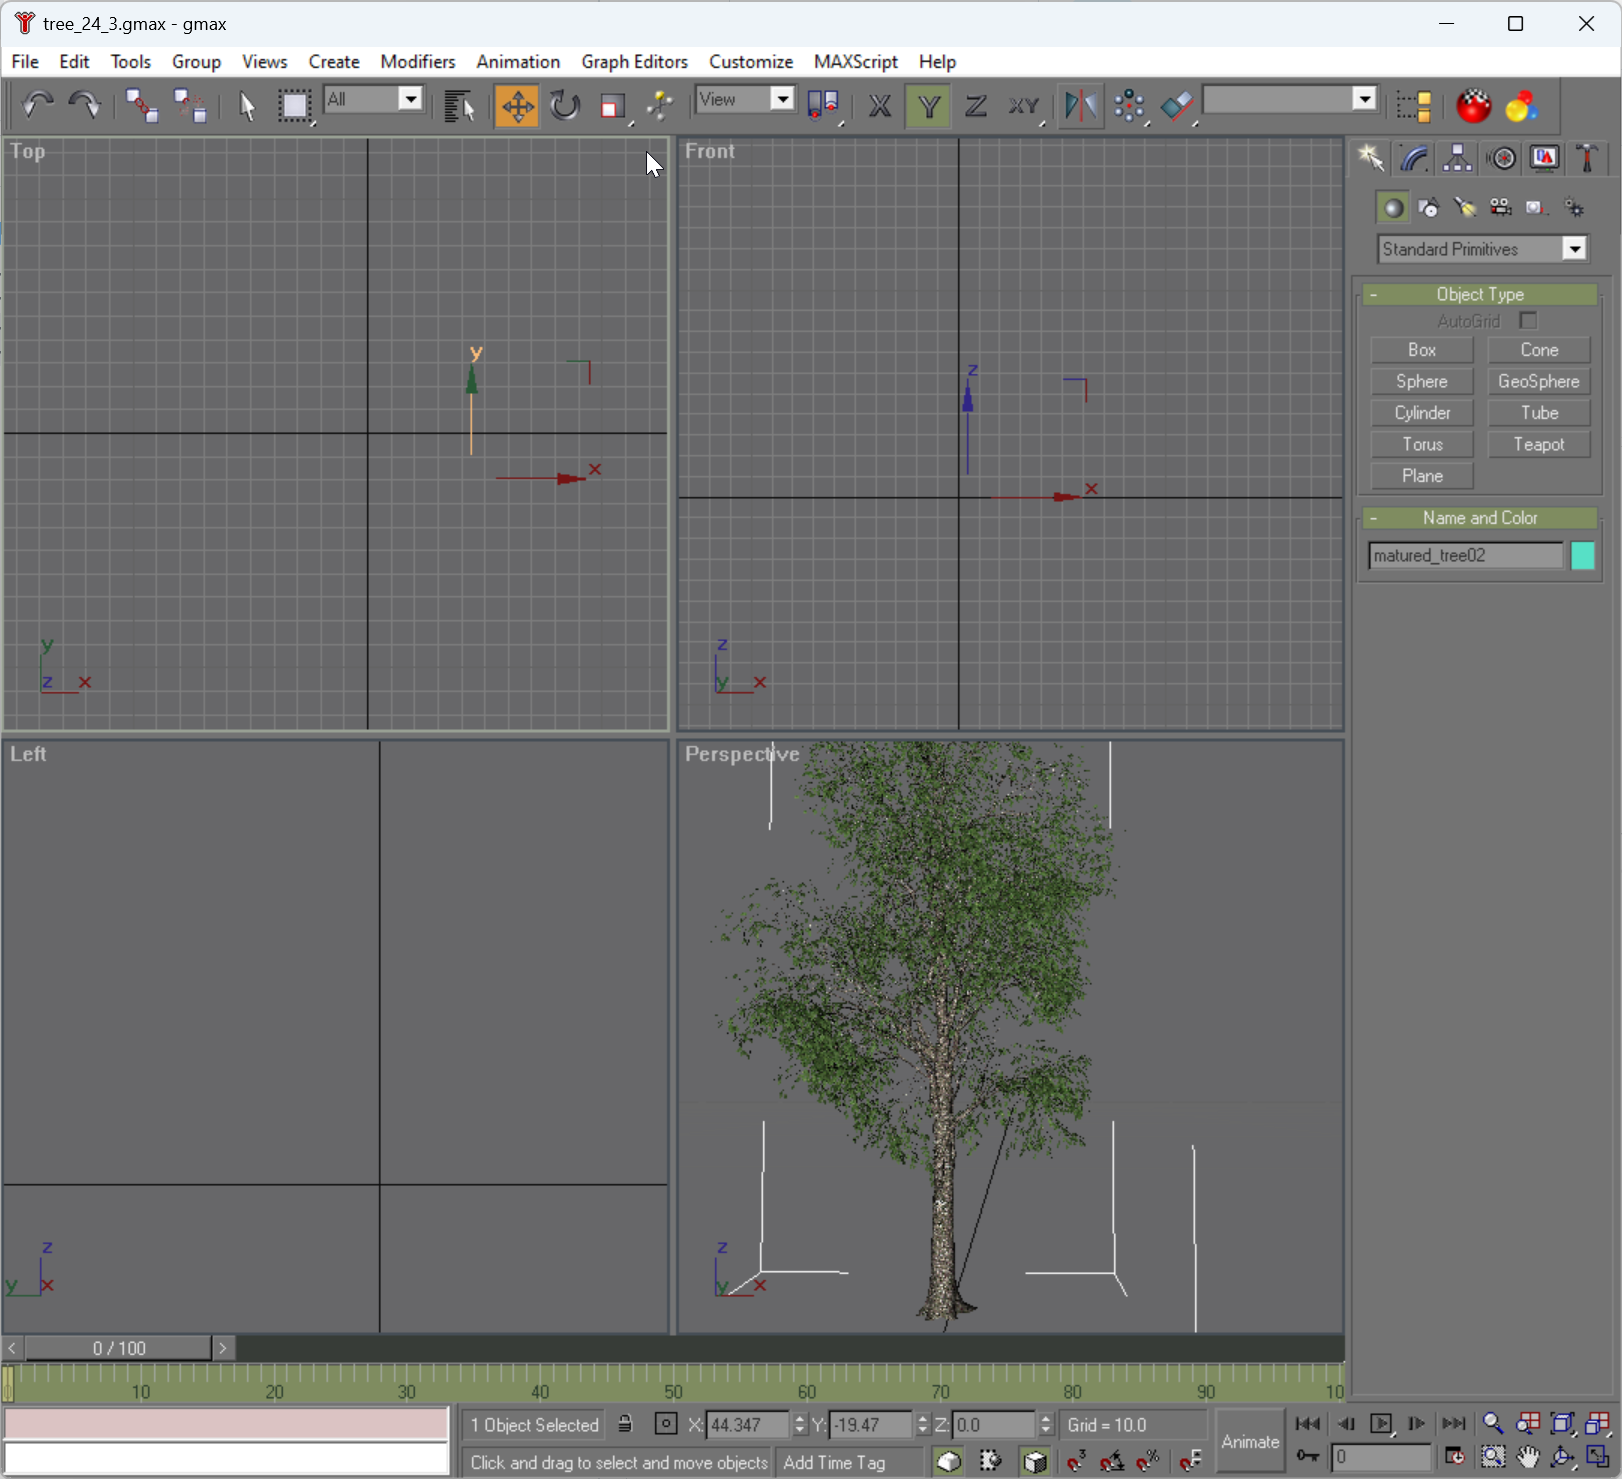 tree_24_3.gmax - gmax
File Edit Tools Group Views Create Modifiers Animation Graph Editors Customize MAXScript Help
All View X Y Z XY
Top
Front
Standard Primitives
- Object Type
AutoGrid
Box Cone
Sphere GeoSphere
Cylinder Tube
Torus Teapot
Plane
- Name and Color
matured_tree02
y
x
z
x
y
z x
z
y x
Left
Perspective
z
y x
z
y x
< 0 / 100 >
0 10 20 30 40 50 60 70 80 90 10
1 Object Selected X: 44.347 Y: -19.47 Z: 0.0 Grid = 10.0
Animate
Click and drag to select and move objects Add Time Tag
0